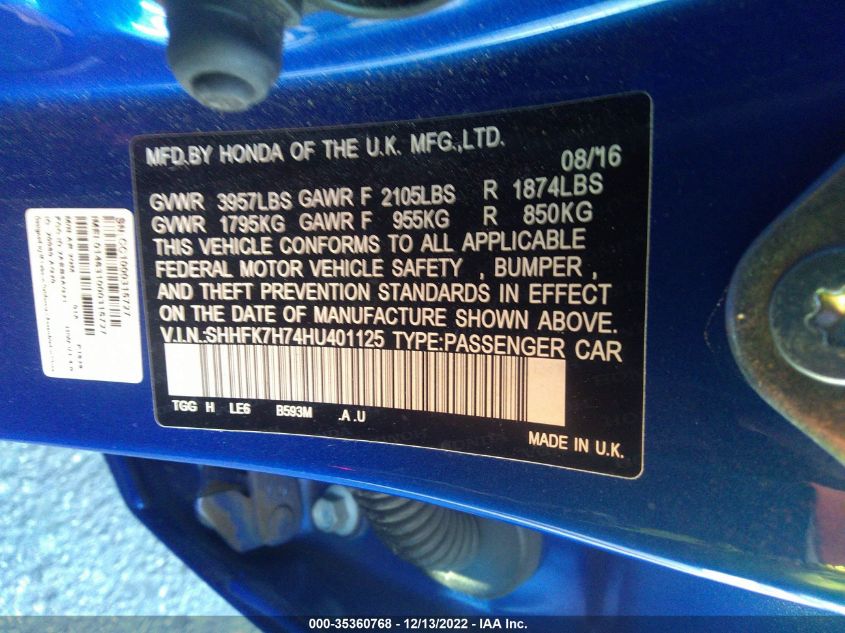 MFD.BY HONDA OF THE U.K. MFG.,LTD.
08/16
GVWR 3957LBS GAWR F 2105LBS R 1874LBS
GVWR 1795KG GAWR F 955KG R 850KG
THIS VEHICLE CONFORMS TO ALL APPLICABLE
FEDERAL MOTOR VEHICLE SAFETY , BUMPER ,
AND THEFT PREVENTION STANDARDS IN EFFECT
ON THE DATE OF MANUFACTURE SHOWN ABOVE.
V.I.N.:SHHFK7H74HU401125 TYPE:PASSENGER CAR
TGG H LE6 B593M .A .U
MADE IN U.K.
000-35360768 - 12/13/2022 - IAA Inc.